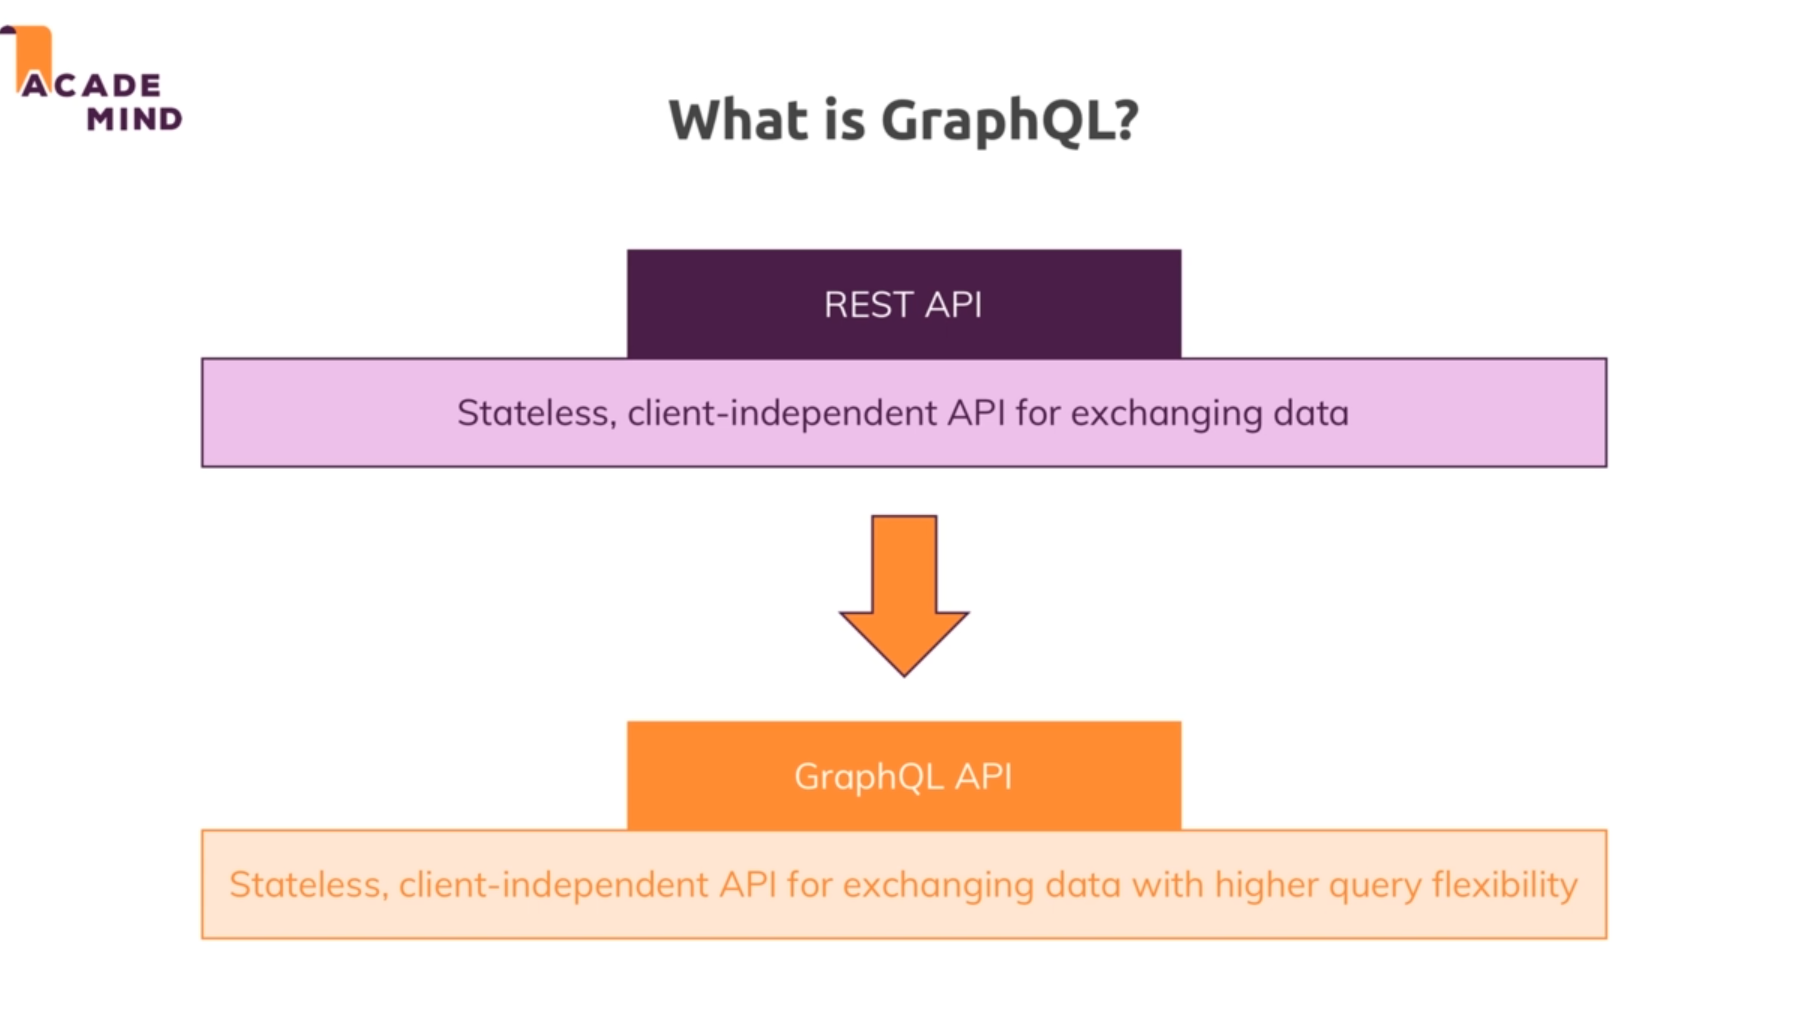 ACADE
MIND
What is GraphQL?
REST API
Stateless, client-independent API for exchanging data
GraphQL API
Stateless, client-independent API for exchanging data with higher query flexibility